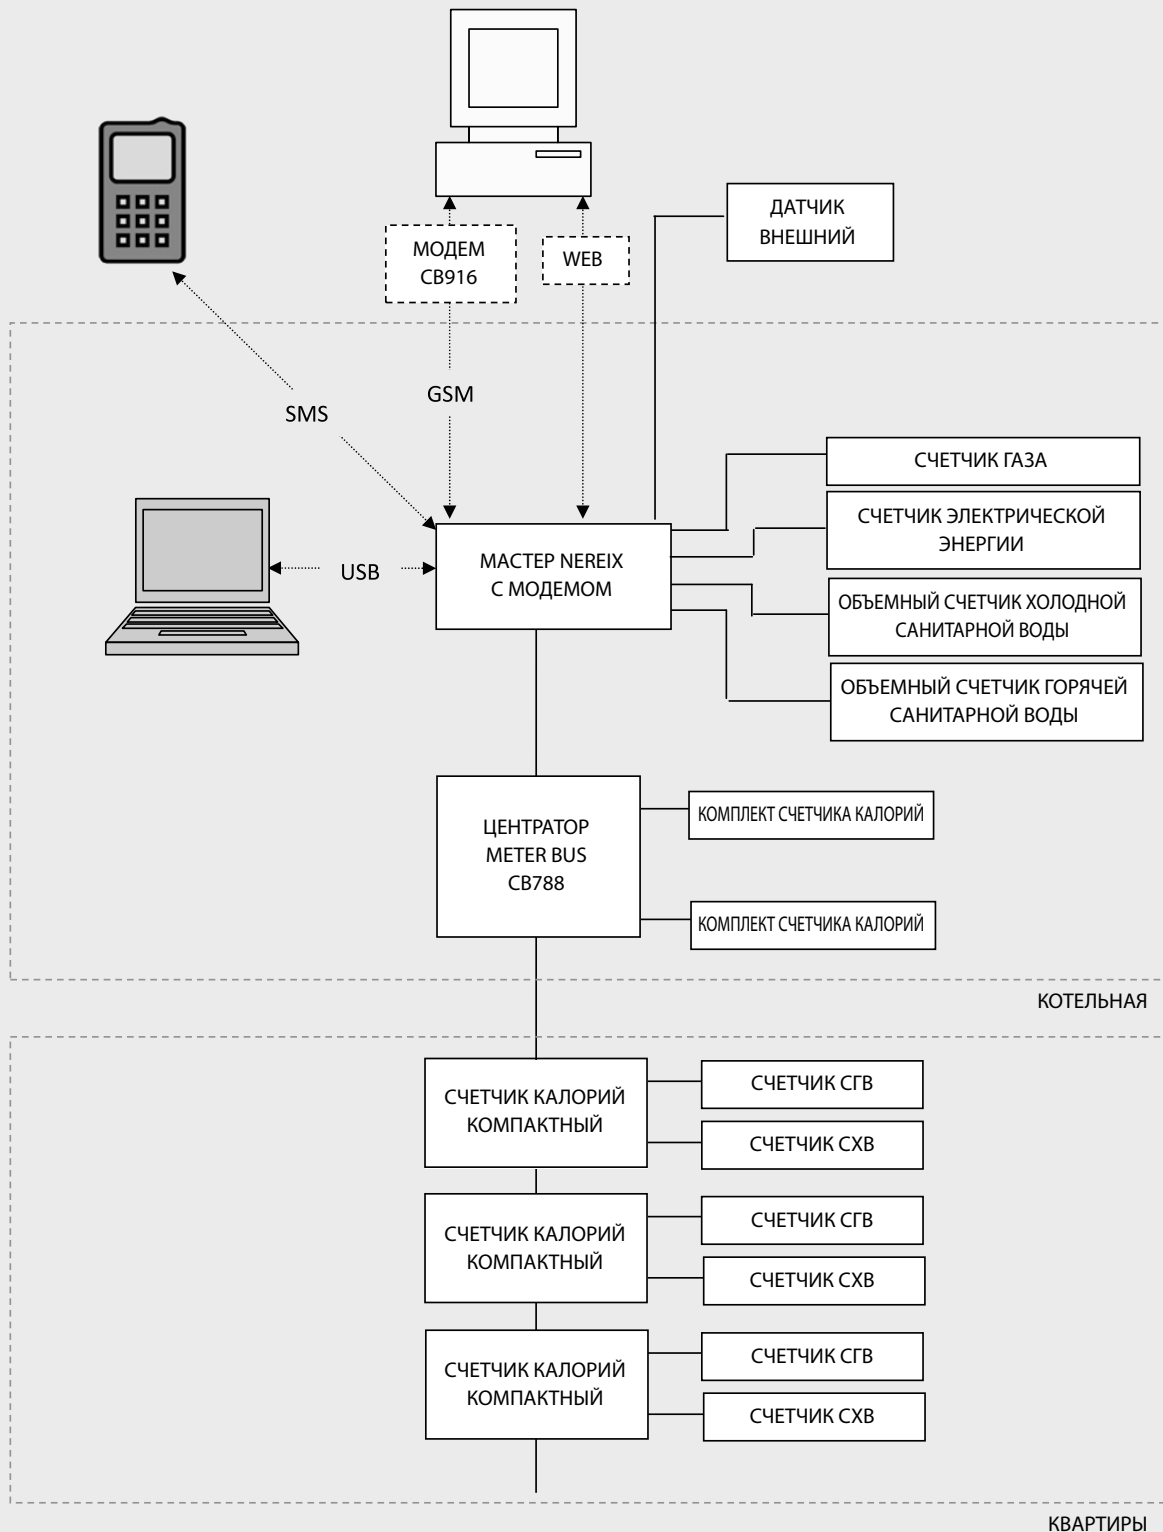 ДАТЧИК
ВНЕШНИЙ
МОДЕМ
CB916
WEB
GSM
SMS
СЧЕТЧИК ГАЗА
СЧЕТЧИК ЭЛЕКТРИЧЕСКОЙ
ЭНЕРГИИ
USB
МАСТЕР NEREIX
С МОДЕМОМ
ОБЪЕМНЫЙ СЧЕТЧИК ХОЛОДНОЙ
САНИТАРНОЙ ВОДЫ
ОБЪЕМНЫЙ СЧЕТЧИК ГОРЯЧЕЙ
САНИТАРНОЙ ВОДЫ
ЦЕНТРАТОР
METER BUS
CB788
КОМПЛЕКТ СЧЕТЧИКА КАЛОРИЙ
КОМПЛЕКТ СЧЕТЧИКА КАЛОРИЙ
КОТЕЛЬНАЯ
СЧЕТЧИК КАЛОРИЙ
КОМПАКТНЫЙ
СЧЕТЧИК СГВ
СЧЕТЧИК СХВ
СЧЕТЧИК КАЛОРИЙ
КОМПАКТНЫЙ
СЧЕТЧИК СГВ
СЧЕТЧИК СХВ
СЧЕТЧИК КАЛОРИЙ
КОМПАКТНЫЙ
СЧЕТЧИК СГВ
СЧЕТЧИК СХВ
КВАРТИРЫ